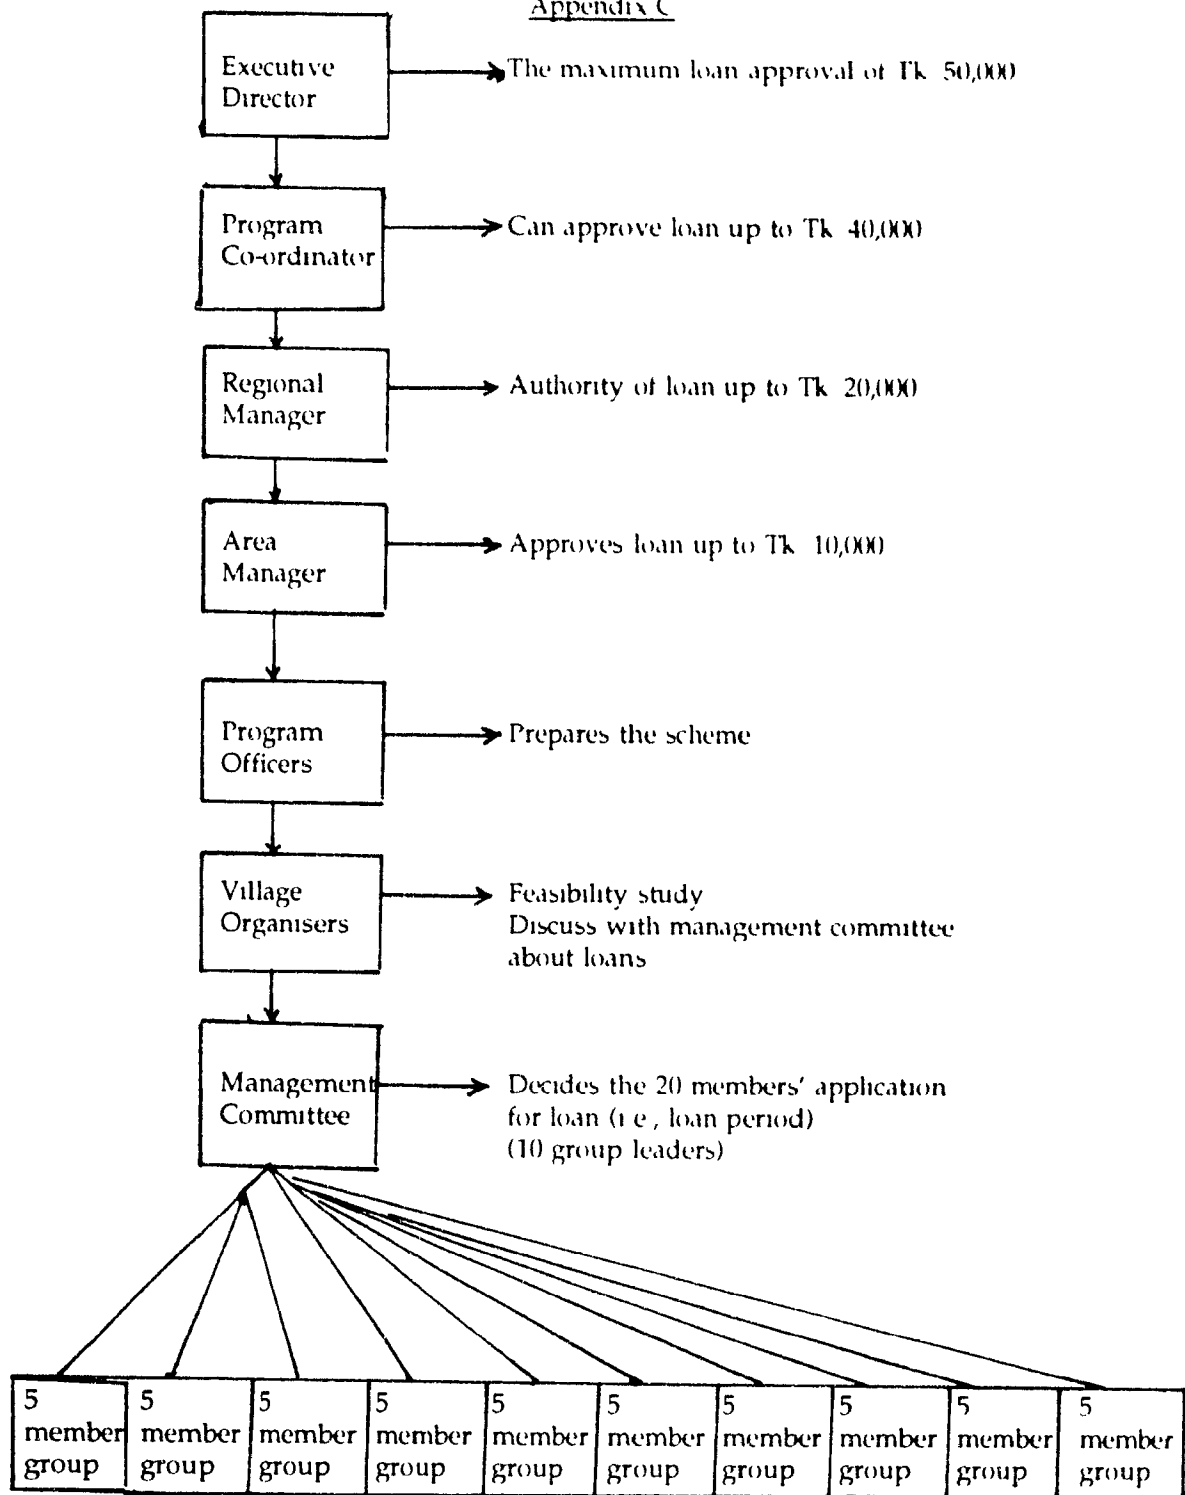 Appendix C
Executive
Director
The maximum loan approval of Tk 50,000
Program
Co-ordinator
Can approve loan up to Tk 40,000
Regional
Manager
Authority of loan up to Tk 20,000
Area
Manager
Approves loan up to Tk 10,000
Program
Officers
Prepares the scheme
Village
Organisers
Feasibility study
Discuss with management committee
about loans
Management
Committee
Decides the 20 members' application
for loan (i e, loan period)
(10 group leaders)
5
member
group
5
member
group
5
member
group
5
member
group
5
member
group
5
member
group
5
member
group
5
member
group
5
member
group
5
member
group